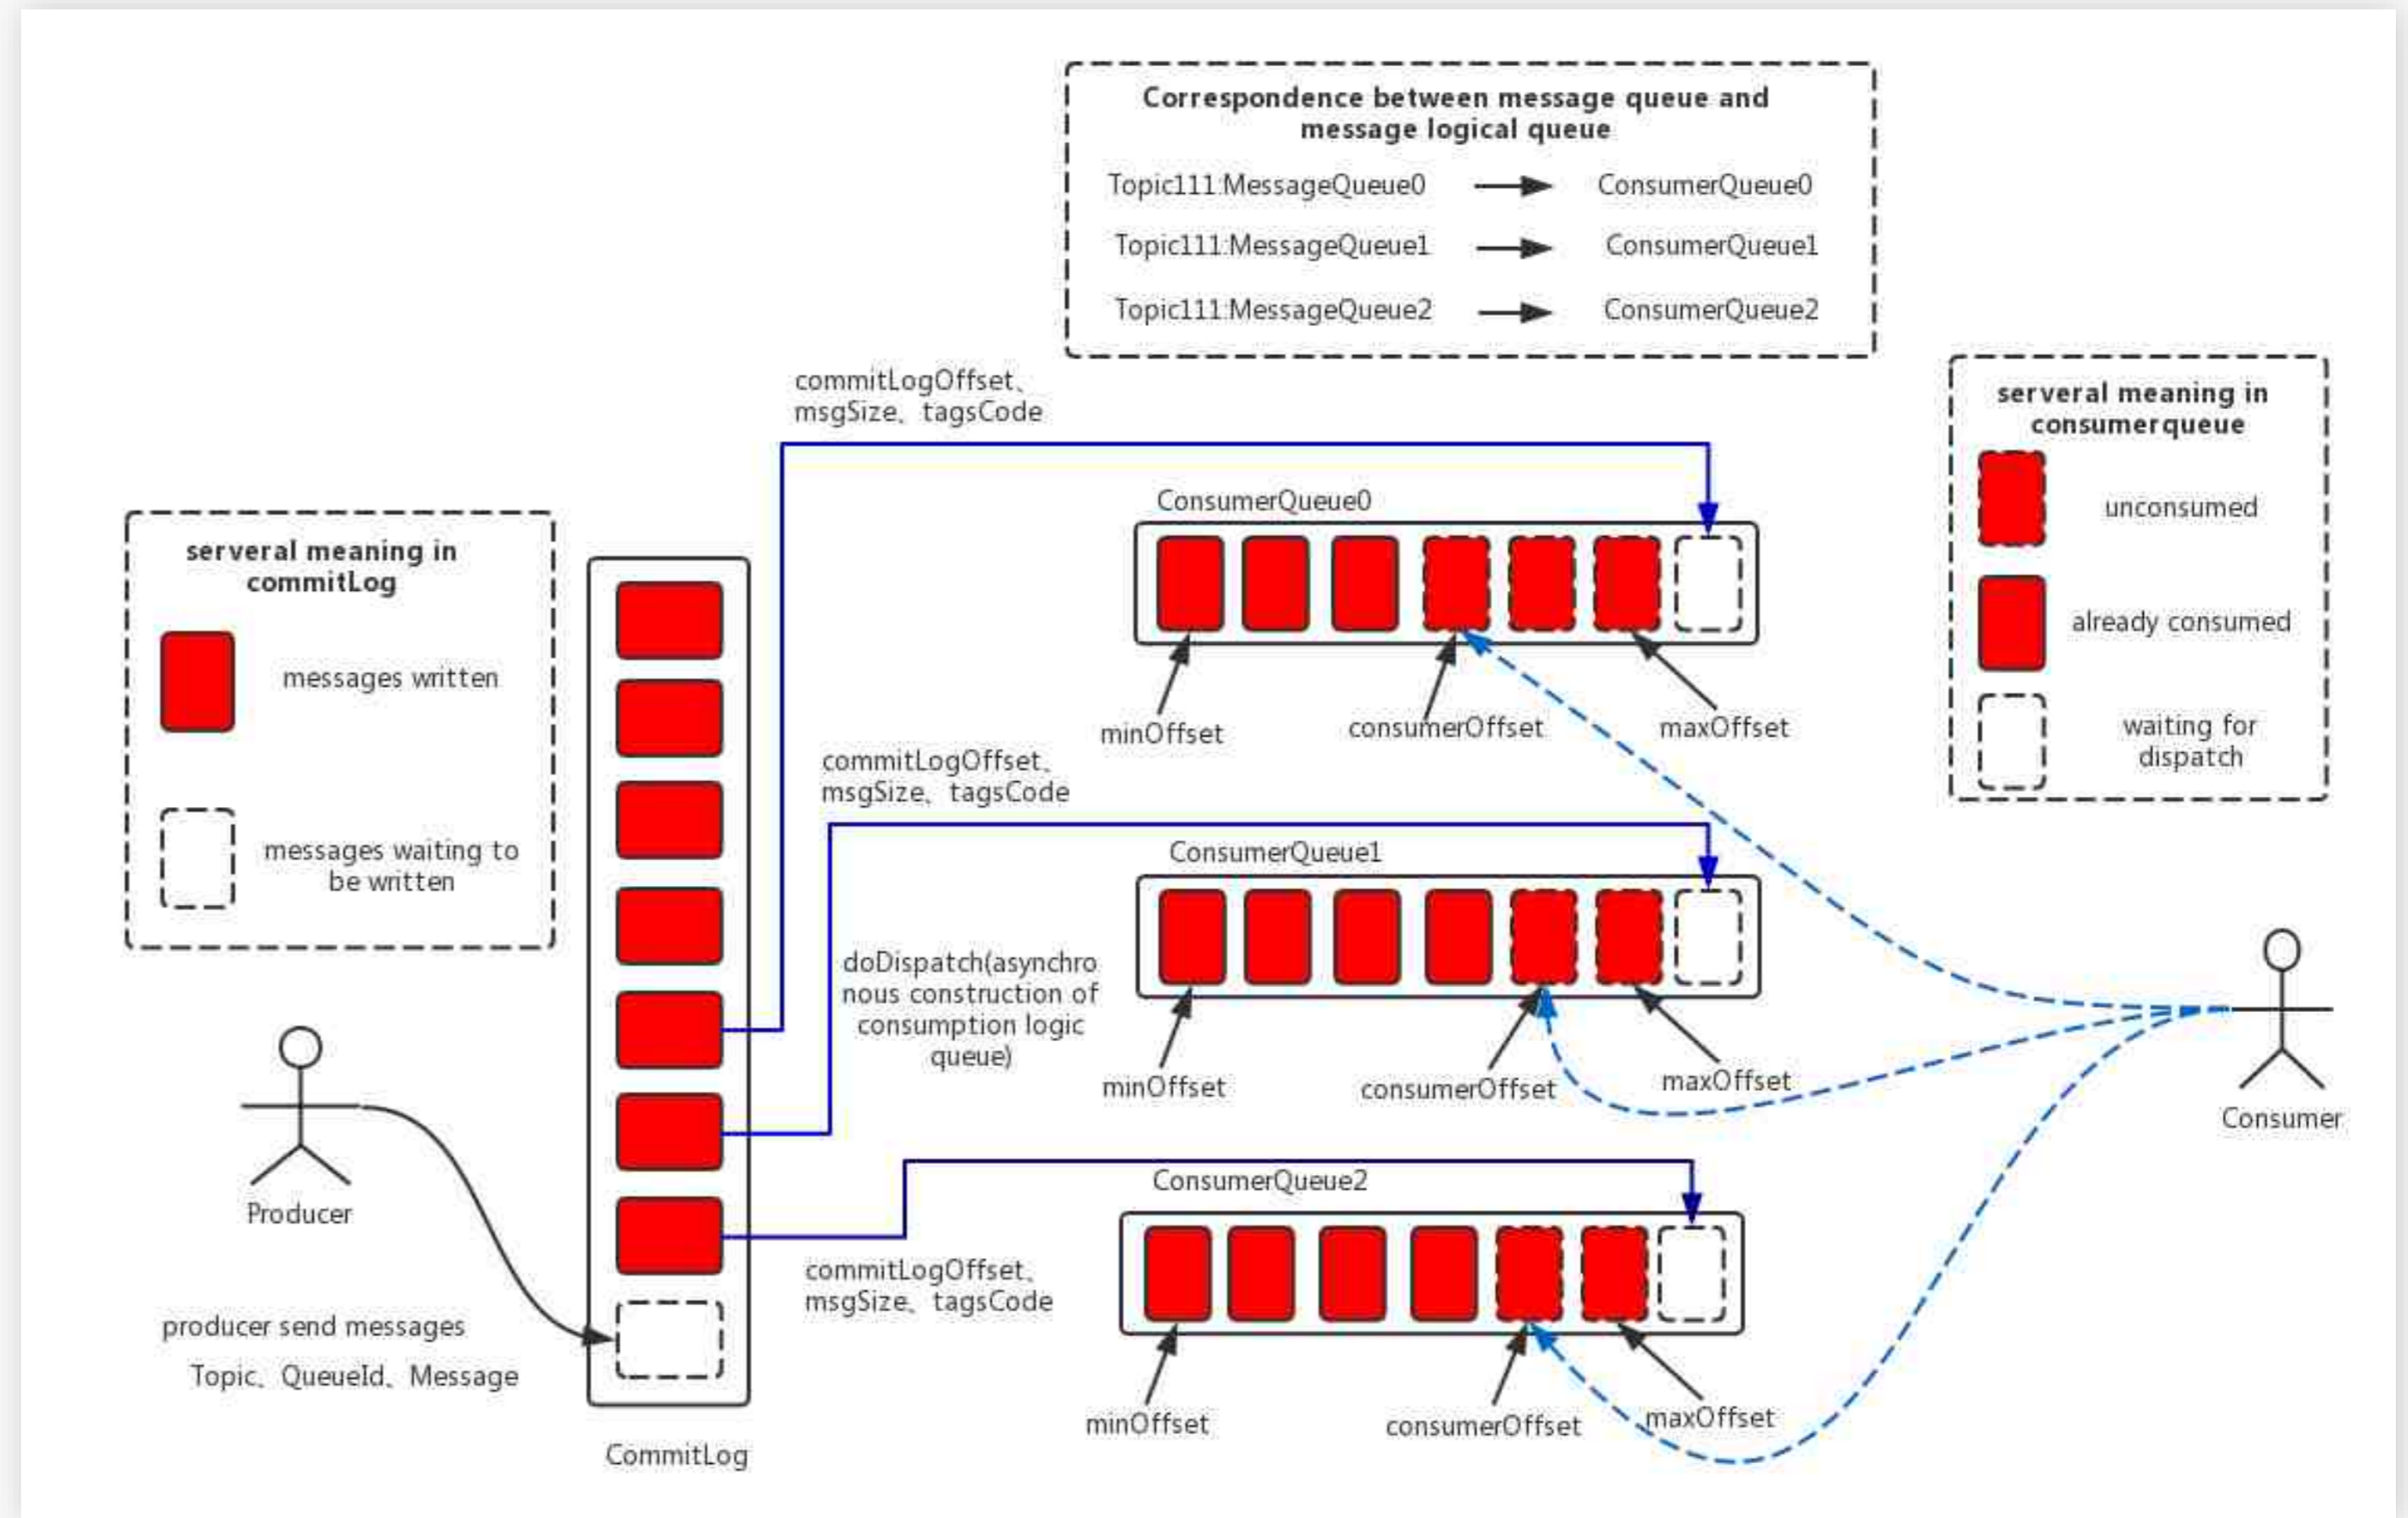 Correspondence between message queue and
message logical queue
Topic111:MessageQueue0 ConsumerQueue0
Topic111:MessageQueue1 ConsumerQueue1
Topic111:MessageQueue2 ConsumerQueue2
serveral meaning in
consumerqueue
unconsumed
already consumed
waiting for
dispatch
commitLogOffset、
msgSize、tagsCode
ConsumerQueue0
minOffset
consumerOffset
maxOffset
serveral meaning in
commitLog
messages written
messages waiting to
be written
commitLogOffset、
msgSize、tagsCode
ConsumerQueue1
minOffset
consumerOffset
maxOffset
doDispatch(asynchro
nous construction of
consumption logic
queue)
Consumer
Producer
ConsumerQueue2
commitLogOffset、
msgSize、tagsCode
minOffset
consumerOffset
maxOffset
producer send messages
Topic、QueueId、Message
CommitLog